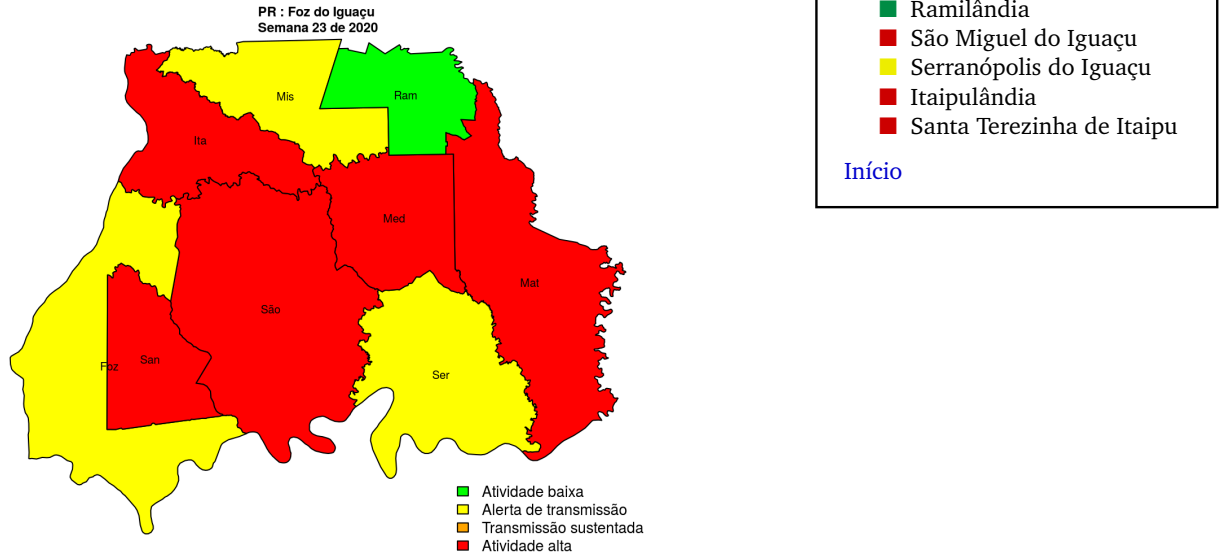 PR : Foz do Iguaçu
Semana 23 de 2020
Mis
Ram
Ita
Med
Mat
São
San
Foz
Ser
Atividade baixa
Alerta de transmissão
Transmissão sustentada
Atividade alta
Ramilândia
São Miguel do Iguaçu
Serranópolis do Iguaçu
Itaipulândia
Santa Terezinha de Itaipu
Início